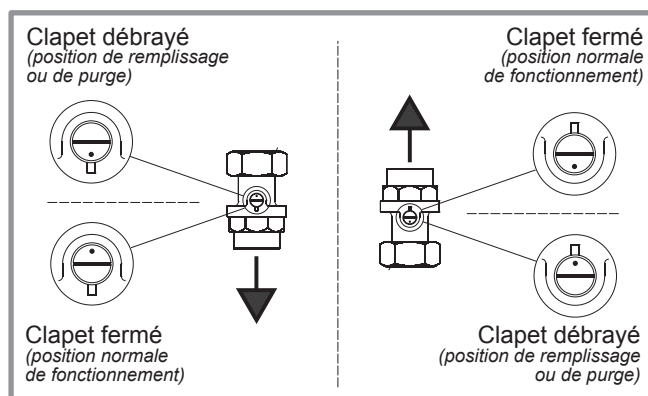 Clapet débrayé
(position de remplissage
ou de purge)
Clapet fermé
(position normale
de fonctionnement)
Clapet fermé
(position normale
de fonctionnement)
Clapet débrayé
(position de remplissage
ou de purge)